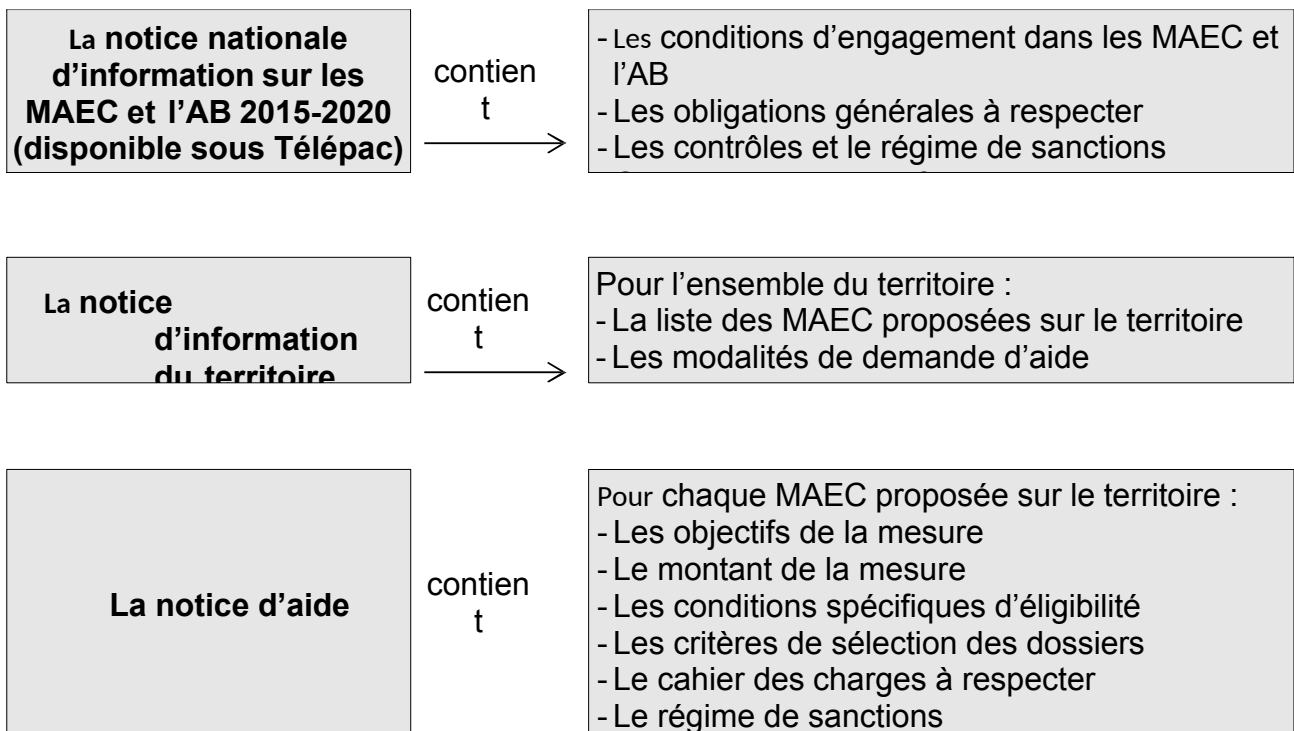 La notice nationale
d’information sur les
MAEC et l’AB 2015-2020
(disponible sous Télépac)
contien
t
- Les conditions d’engagement dans les MAEC et
l’AB
- Les obligations générales à respecter
- Les contrôles et le régime de sanctions
La notice
d’information
du territoire
contien
t
Pour l’ensemble du territoire :
- La liste des MAEC proposées sur le territoire
- Les modalités de demande d’aide
La notice d’aide
contien
t
Pour chaque MAEC proposée sur le territoire :
- Les objectifs de la mesure
- Le montant de la mesure
- Les conditions spécifiques d’éligibilité
- Les critères de sélection des dossiers
- Le cahier des charges à respecter
- Le régime de sanctions